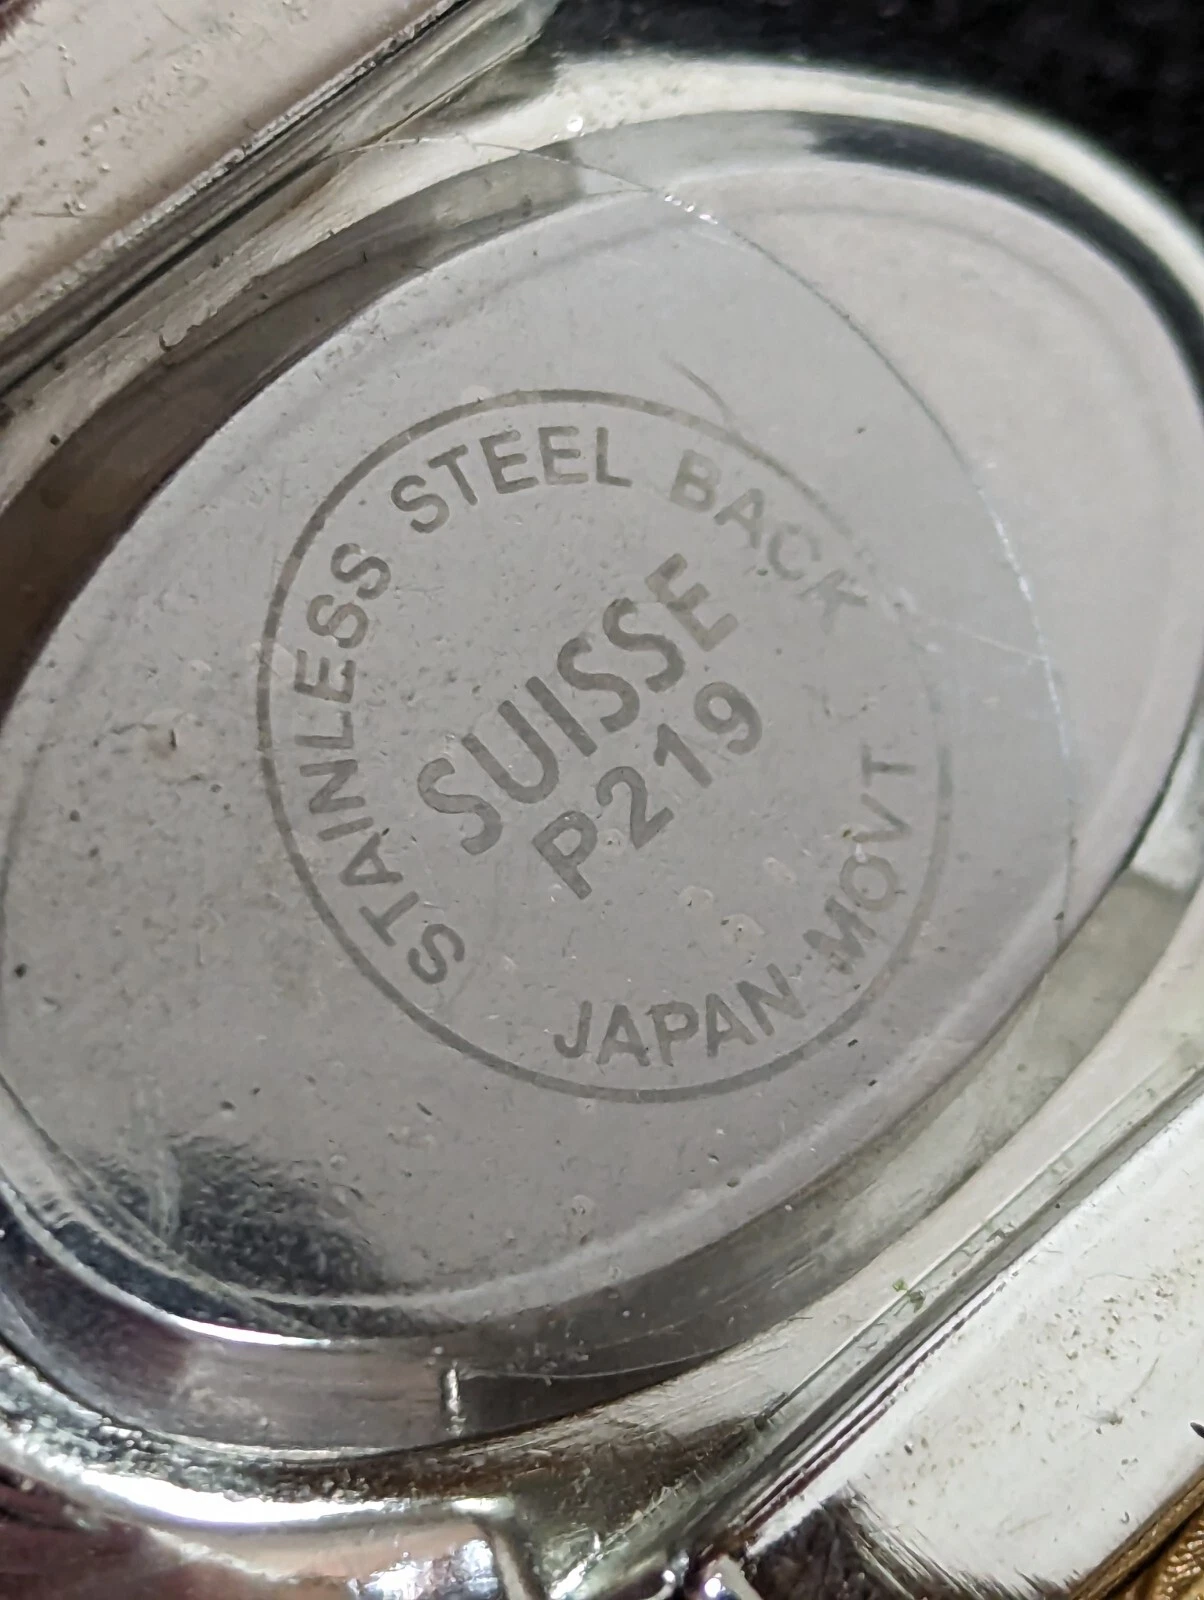 STAINLESS STEEL BACK
SUISSE
P219
JAPAN MOVT